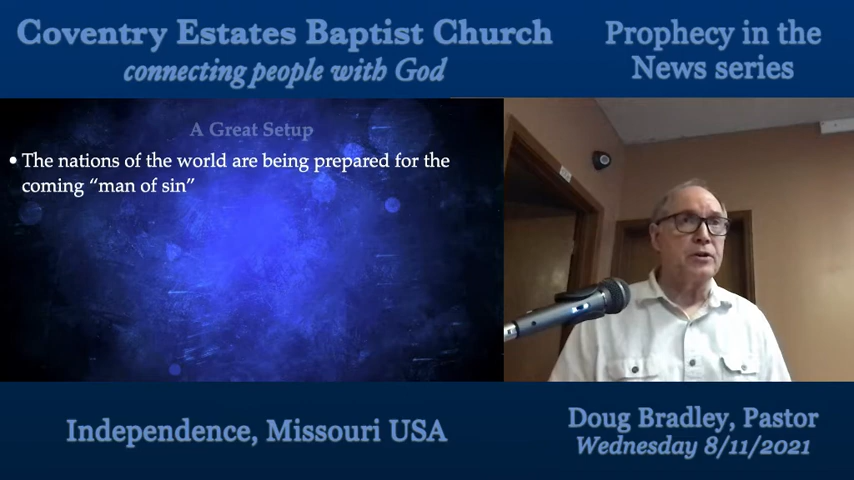 Coventry Estates Baptist Church
connecting people with God
Prophecy in the
News series
A Great Setup
• The nations of the world are being prepared for the
coming “man of sin”
Independence, Missouri USA
Doug Bradley, Pastor
Wednesday 8/11/2021